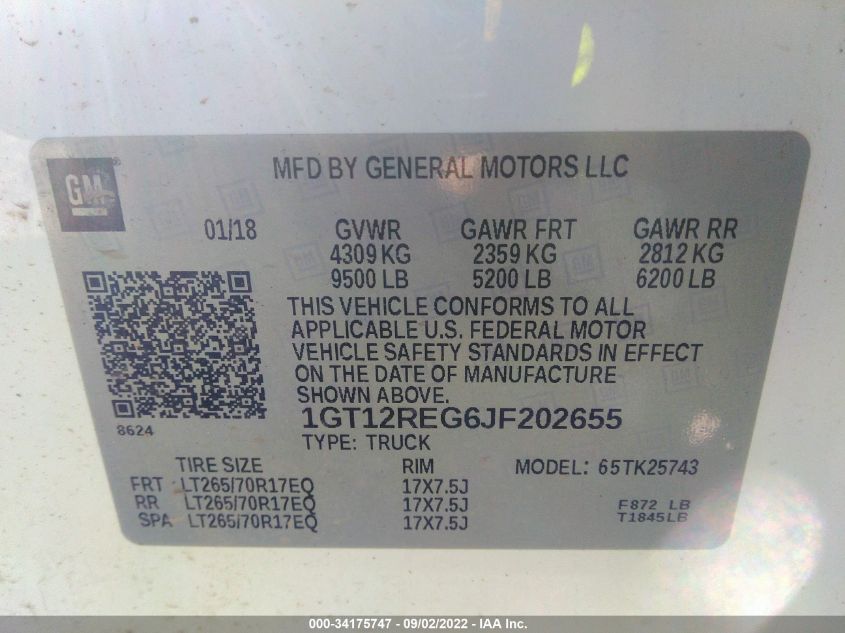 MFD BY GENERAL MOTORS LLC
GM
01/18 GVWR GAWR FRT GAWR RR
4309 KG 2359 KG 2812 KG
9500 LB 5200 LB 6200 LB
THIS VEHICLE CONFORMS TO ALL
APPLICABLE U.S. FEDERAL MOTOR
VEHICLE SAFETY STANDARDS IN EFFECT
ON THE DATE OF MANUFACTURE
SHOWN ABOVE.
8624
1GT12REG6JF202655
TYPE: TRUCK
TIRE SIZE RIM MODEL: 65TK25743
FRT LT265/70R17EQ 17X7.5J
RR LT265/70R17EQ 17X7.5J F872 LB
SPA LT265/70R17EQ 17X7.5J T1845LB
000-34175747 - 09/02/2022 - IAA Inc.